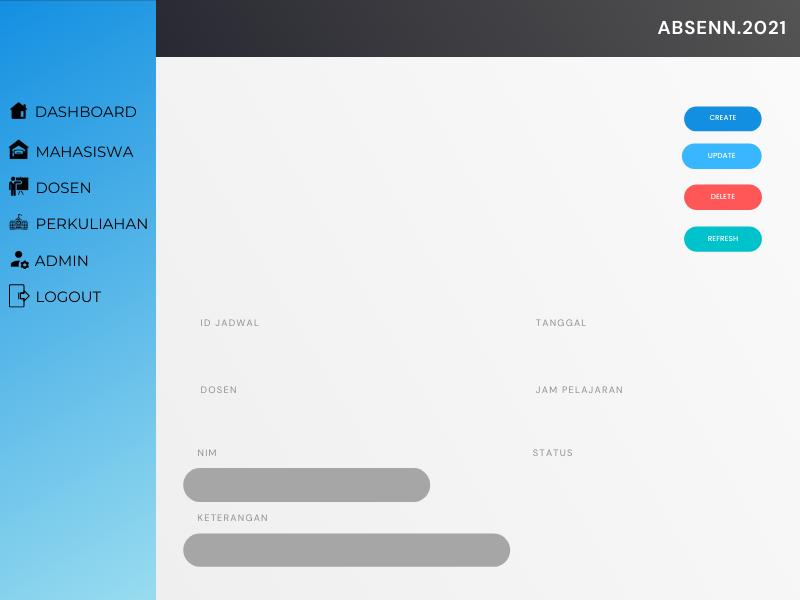 ABSENN.2021
DASHBOARD
MAHASISWA
DOSEN
PERKULIAHAN
ADMIN
LOGOUT
CREATE
UPDATE
DELETE
REFRESH
ID JADWAL
TANGGAL
DOSEN
JAM PELAJARAN
NIM
STATUS
KETERANGAN